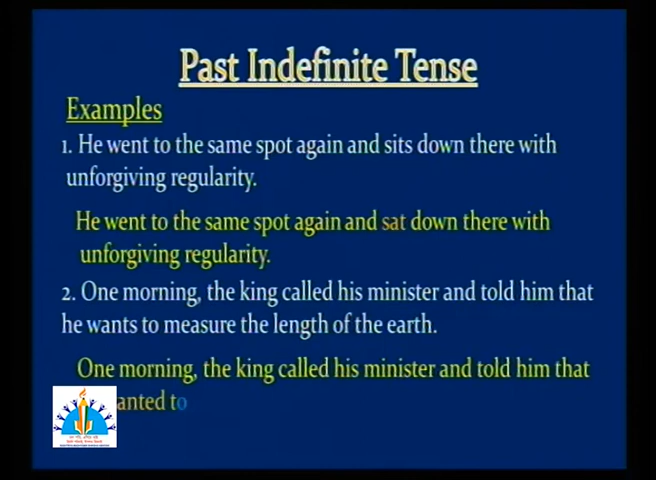 Past Indefinite Tense
Examples
1. He went to the same spot again and sits down there with
unforgiving regularity.
He went to the same spot again and sat down there with
unforgiving regularity.
2. One morning, the king called his minister and told him that
he wants to measure the length of the earth.
One morning, the king called his minister and told him that
anted to